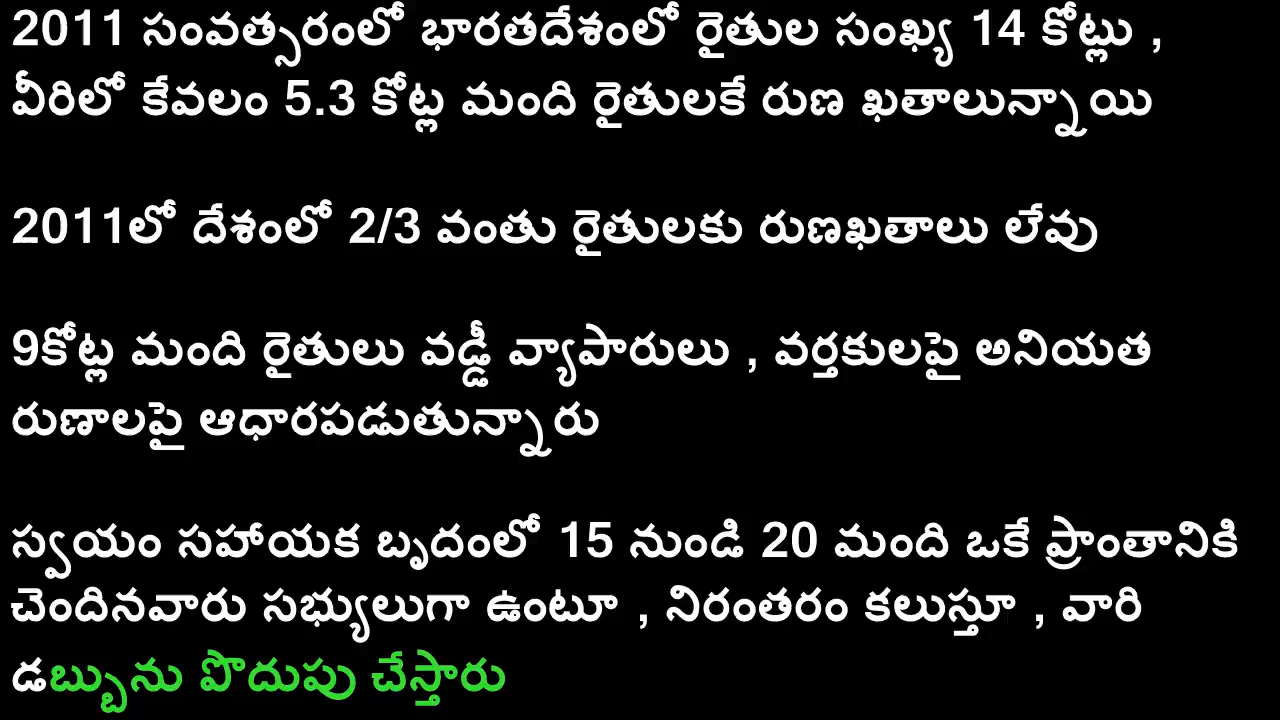 2011 సంవత్సరంలో భారతదేశంలో రైతుల సంఖ్య 14 కోట్లు ,
వీరిలో కేవలం 5.3 కోట్ల మంది రైతులకే రుణ ఖతాలున్నాయి
2011లో దేశంలో 2/3 వంతు రైతులకు రుణఖతాలు లేవు
9కోట్ల మంది రైతులు వడ్డీ వ్యాపారులు , వర్తకులపై అనియత
రుణాలపై ఆధారపడుతున్నారు
స్వయం సహాయక బృదంలో 15 నుండి 20 మంది ఒకే ప్రాంతానికి
చెందినవారు సభ్యులుగా ఉంటూ , నిరంతరం కలుస్తూ , వారి
డబ్బును పొదుపు చేస్తారు